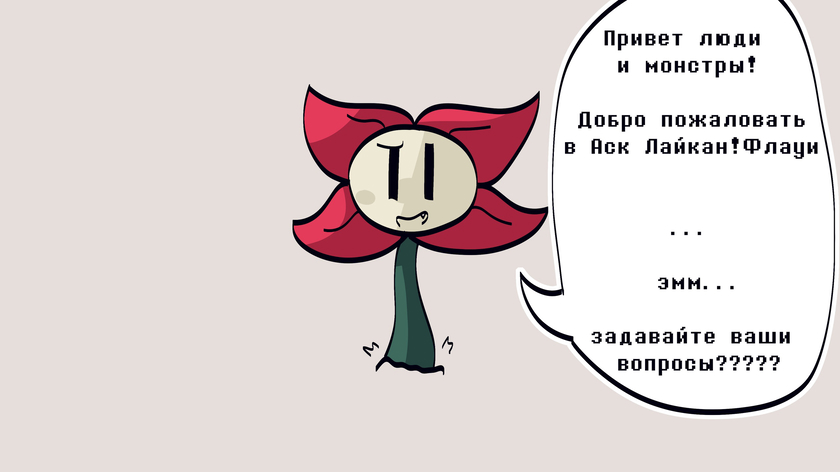 Привет люди
и монстры!
Добро пожаловать
в Аск Лайкан!Флауи
...
эмм...
задавайте ваши
вопросы?????